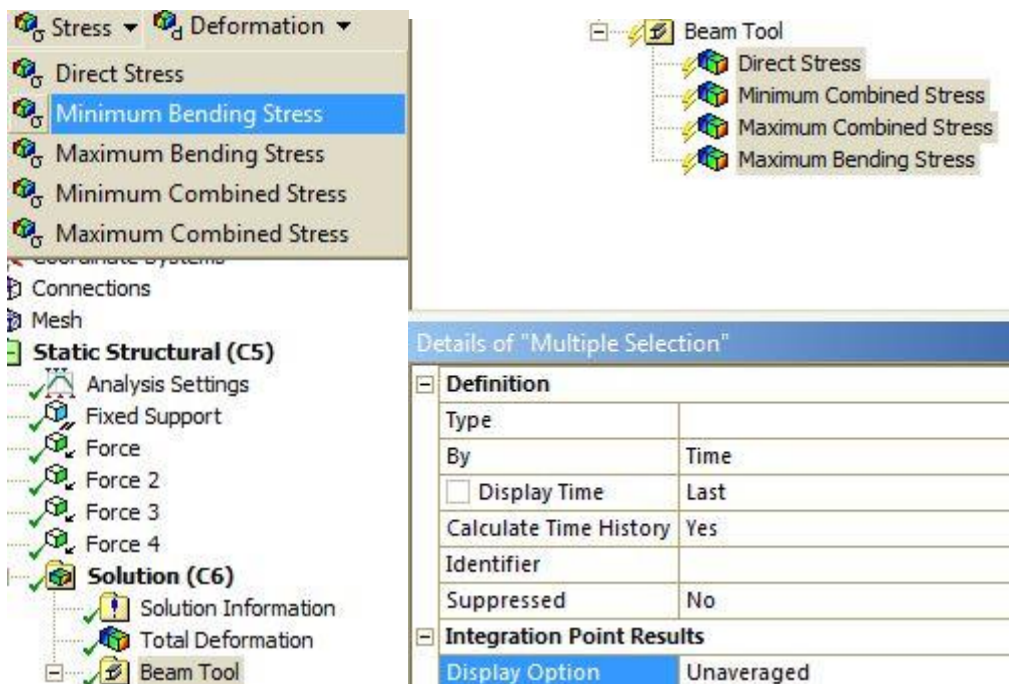 Stress Deformation
Direct Stress
Minimum Bending Stress
Maximum Bending Stress
Minimum Combined Stress
Maximum Combined Stress
Coordinate Systems
Connections
Mesh
Static Structural (C5)
Analysis Settings
Fixed Support
Force
Force 2
Force 3
Force 4
Solution (C6)
Solution Information
Total Deformation
Beam Tool
Beam Tool
Direct Stress
Minimum Combined Stress
Maximum Combined Stress
Maximum Bending Stress
Details of "Multiple Selection"
Definition
Type
By Time
Display Time Last
Calculate Time History Yes
Identifier
Suppressed No
Integration Point Results
Display Option Unaveraged